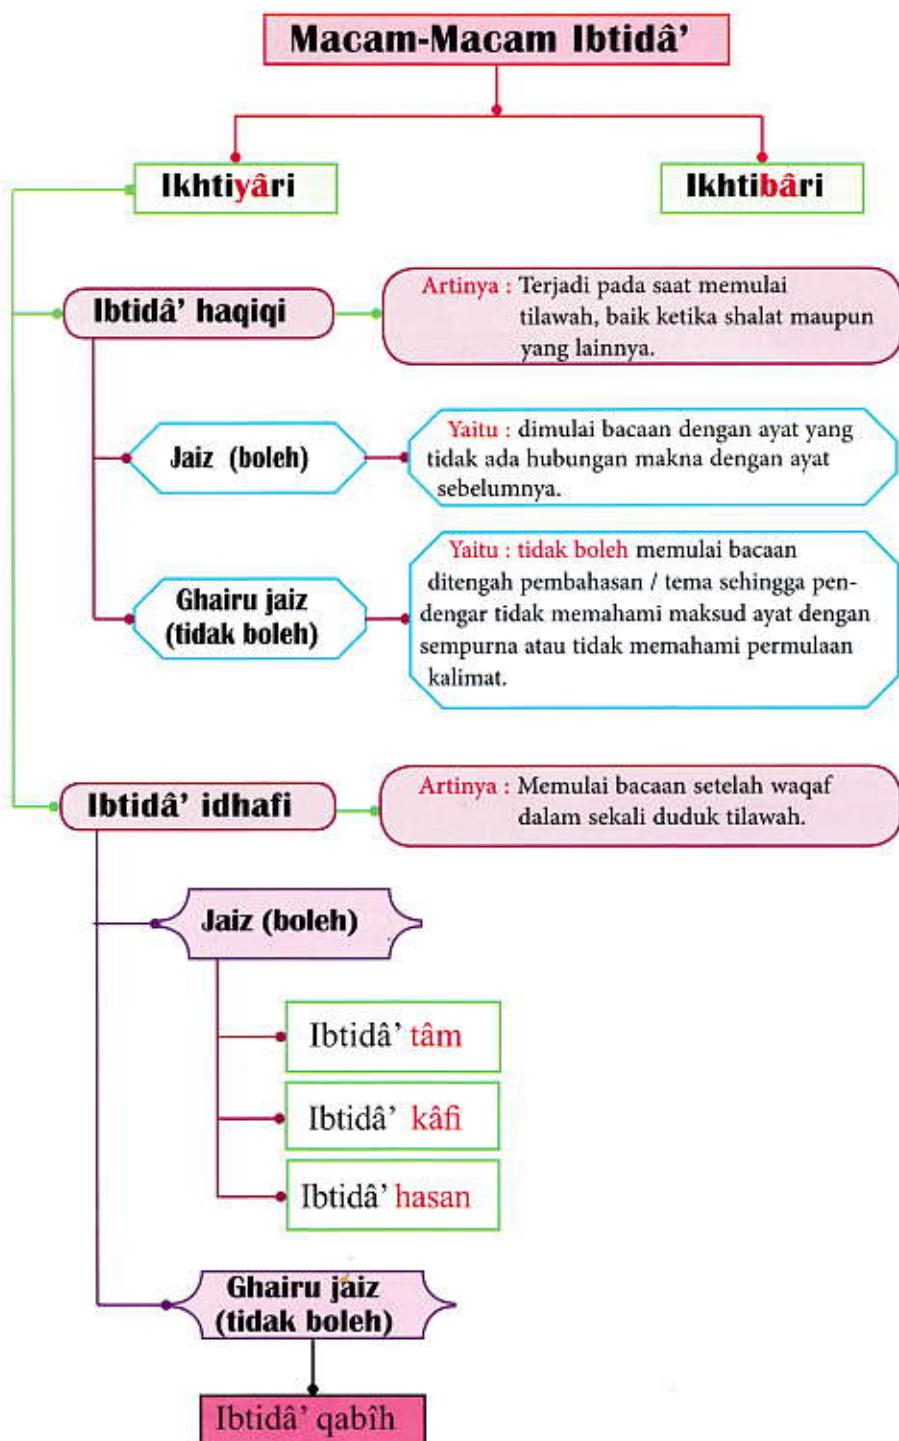 Macam-Macam Ibtidâ’
Ikhtiyâri
Ikhtibâri
Ibtidâ’ haqiqi
Artinya : Terjadi pada saat memulai
tilawah, baik ketika shalat maupun
yang lainnya.
Jaiz (boleh)
Yaitu : dimulai bacaan dengan ayat yang
tidak ada hubungan makna dengan ayat
sebelumnya.
Ghairu jaiz
(tidak boleh)
Yaitu : tidak boleh memulai bacaan
ditengah pembahasan / tema sehingga pen-
dengar tidak memahami maksud ayat dengan
sempurna atau tidak memahami permulaan
kalimat.
Ibtidâ’ idhafi
Artinya : Memulai bacaan setelah waqaf
dalam sekali duduk tilawah.
Jaiz (boleh)
Ibtidâ’ tâm
Ibtidâ’ kâfi
Ibtidâ’ hasan
Ghairu jaiz
(tidak boleh)
Ibtidâ’ qabîh